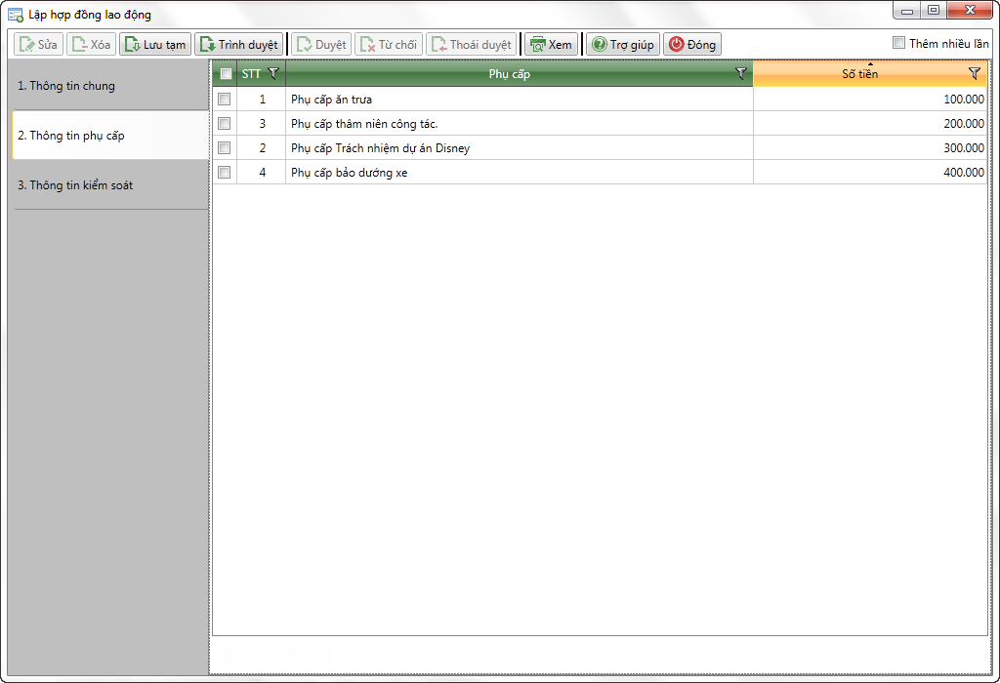 Lập hợp đồng lao động
Sửa Xóa Lưu tạm Trình duyệt Duyệt Từ chối Thoái duyệt Xem Trợ giúp Đóng Thêm nhiều lần
1. Thông tin chung
2. Thông tin phụ cấp
3. Thông tin kiểm soát
STT Phụ cấp Số tiền
1 Phụ cấp ăn trưa 100.000
3 Phụ cấp thâm niên công tác. 200.000
2 Phụ cấp Trách nhiệm dự án Disney 300.000
4 Phụ cấp bảo dướng xe 400.000